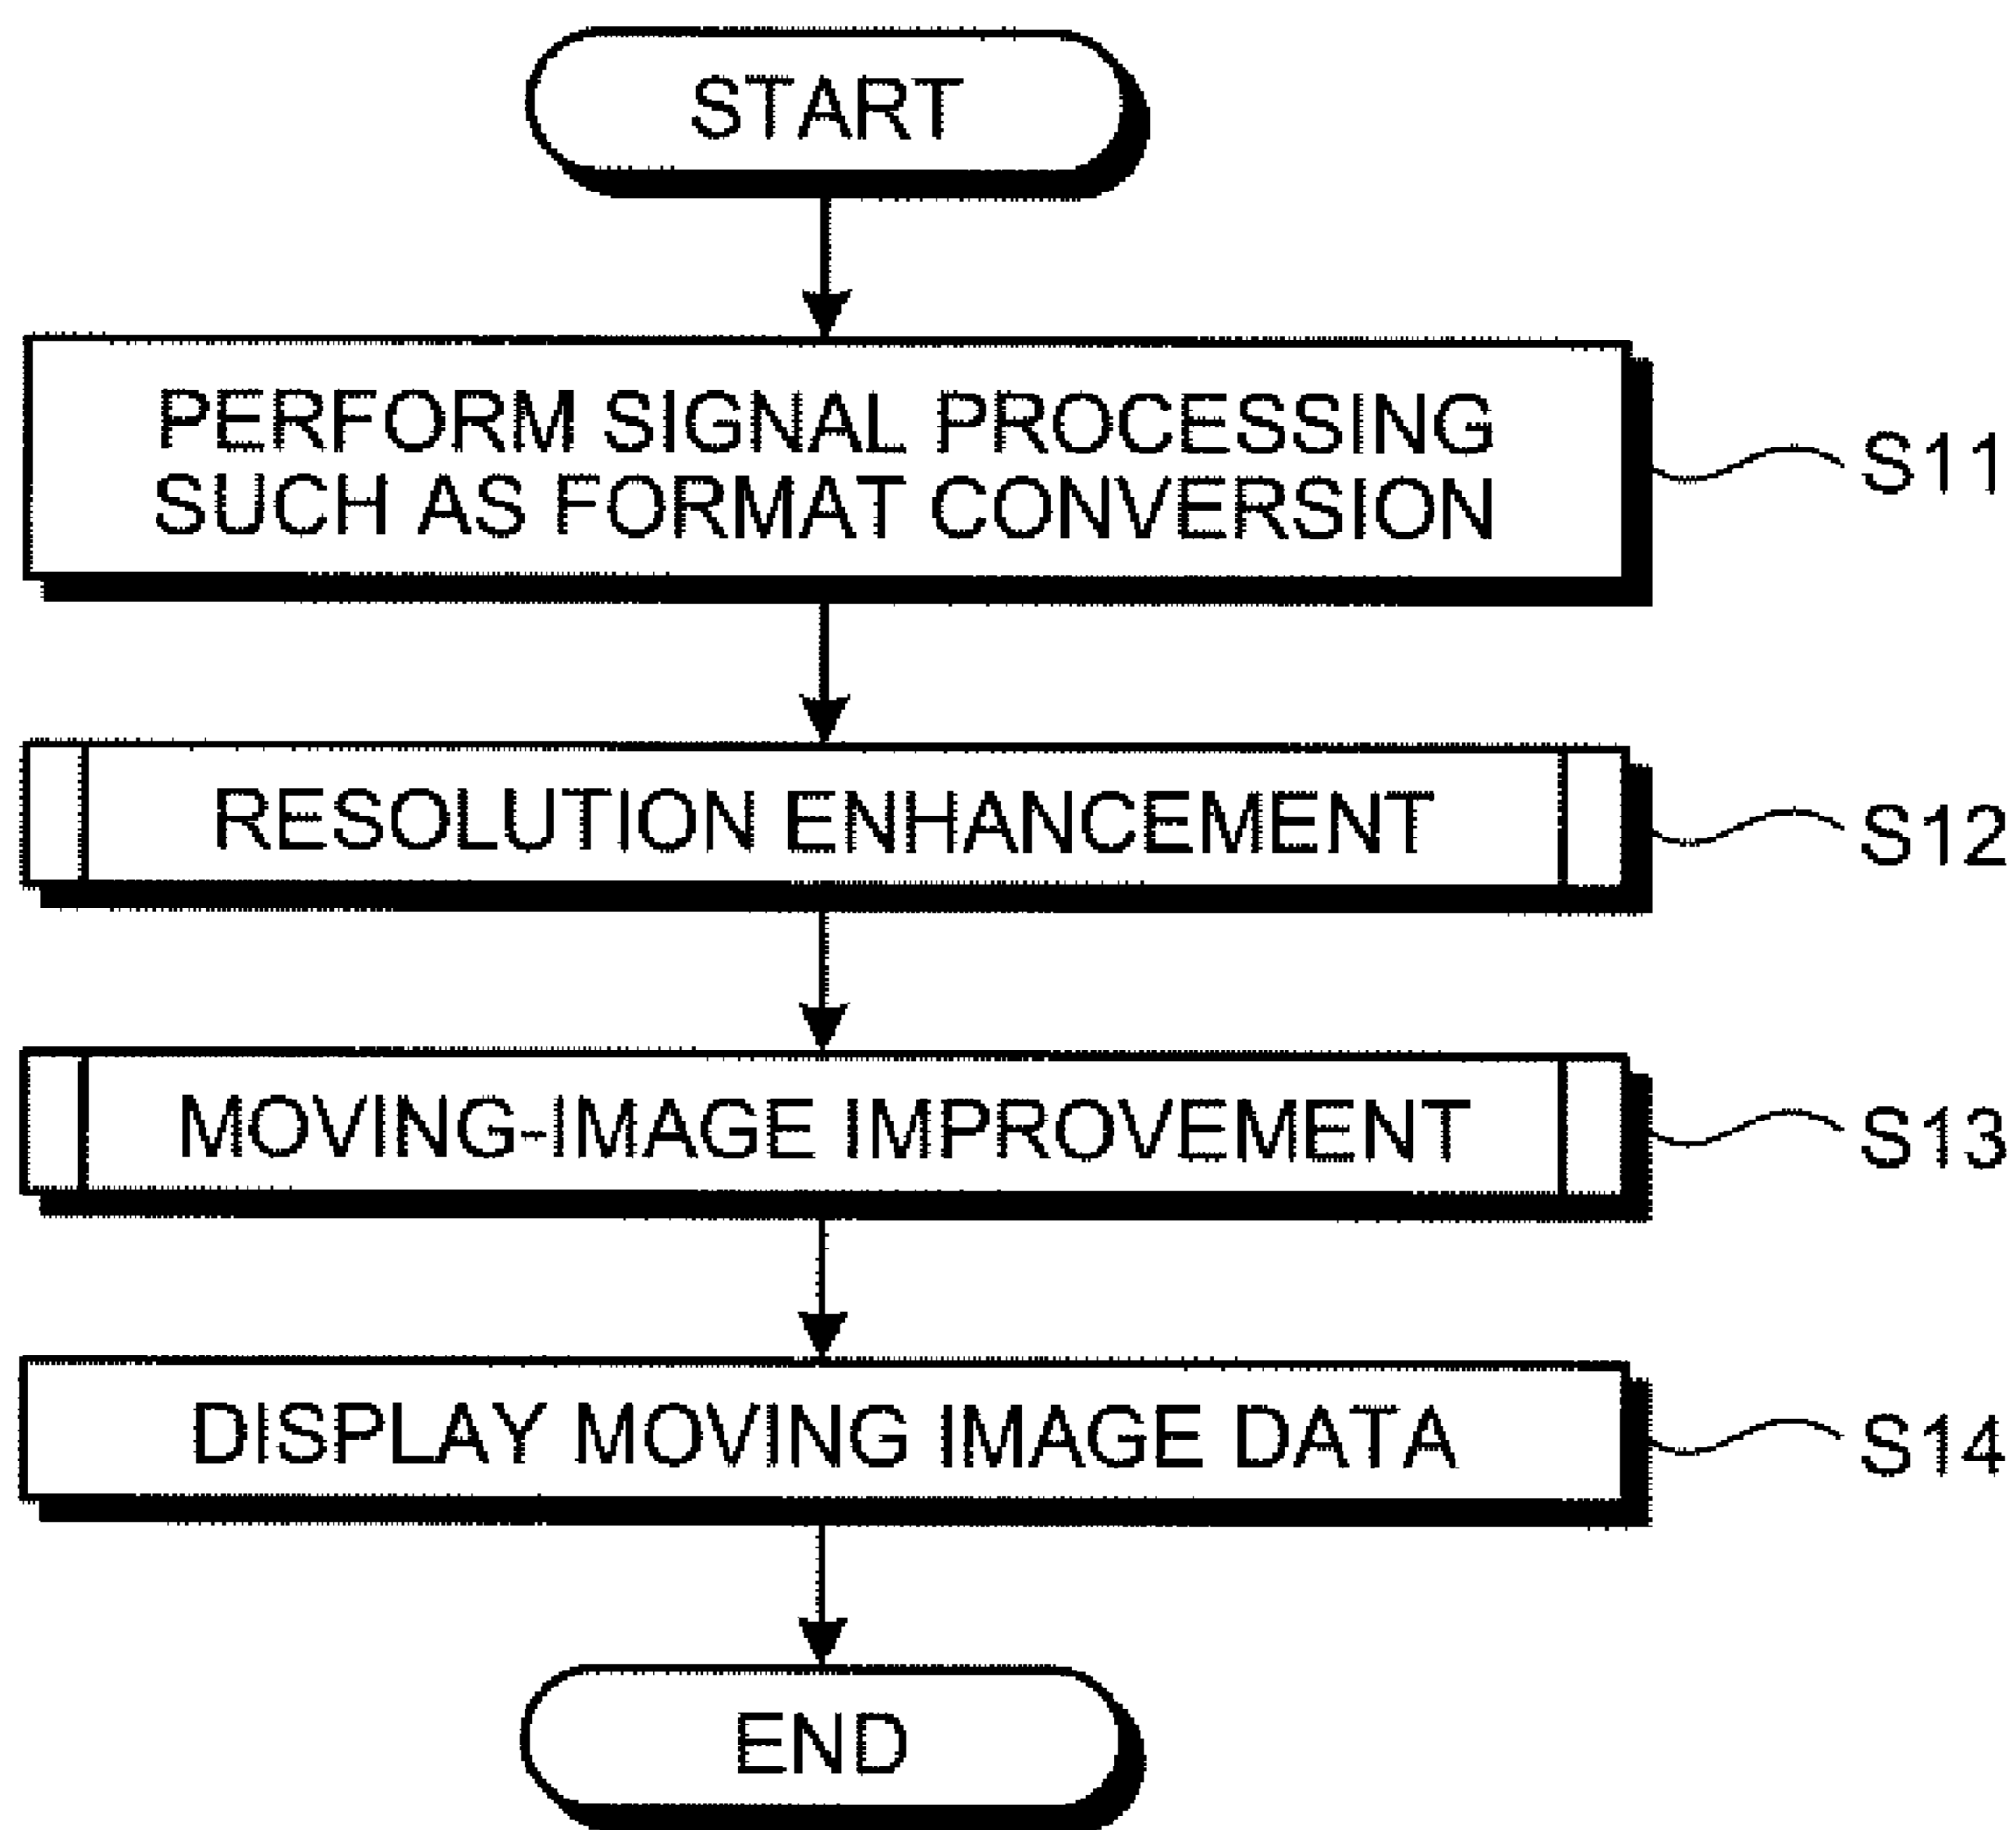 START
PERFORM SIGNAL PROCESSING
SUCH AS FORMAT CONVERSION
S11
RESOLUTION ENHANCEMENT
S12
MOVING-IMAGE IMPROVEMENT
S13
DISPLAY MOVING IMAGE DATA
S14
END